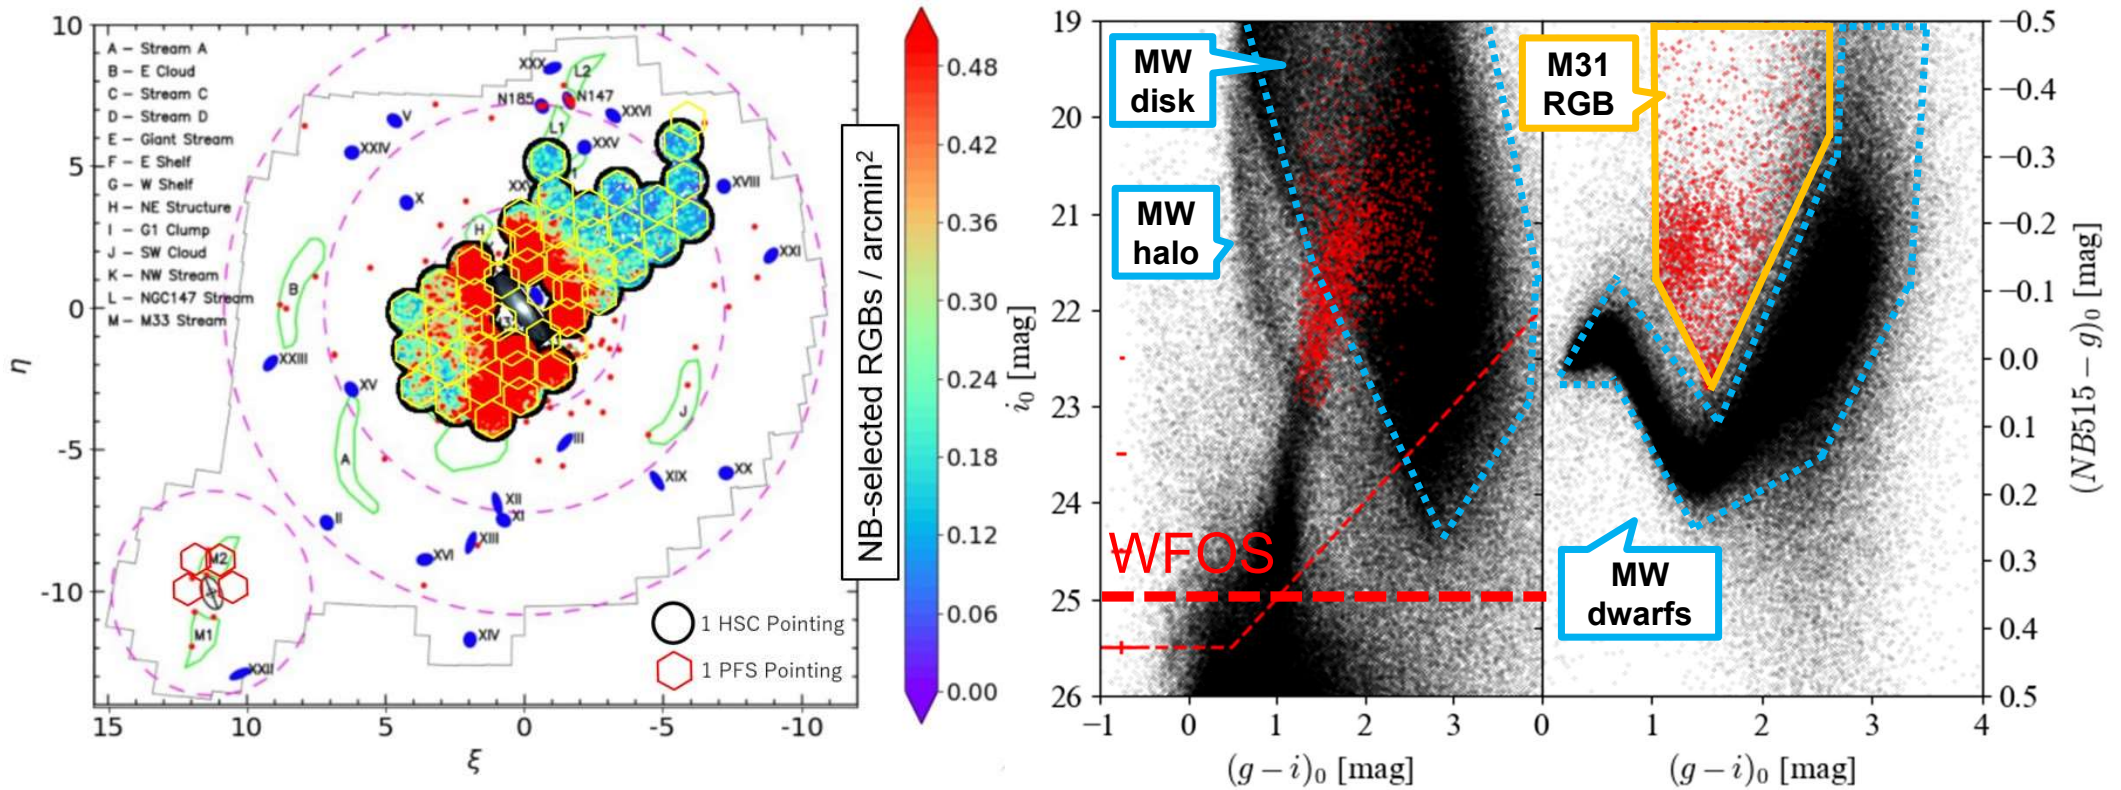 10
5
0
-5
-10
η
15
10
5
0
-5
-10
ξ
A – Stream A
B – E Cloud
C – Stream C
D – Stream D
E – Giant Stream
F – E Shelf
G – W Shelf
H – NE Structure
I – G1 Clump
J – SW Cloud
K – NW Stream
L – NGC147 Stream
M – M33 Stream
XXX
L2
N185
N147
XXVI
L1
V
XXIV
XXV
X
XVIII
H
XXI
B
XXIII
XV
J
A
III
XIX
XX
XII
XI
II
XIII
XVI
M2
M1
XIV
XXII
1 HSC Pointing
1 PFS Pointing
NB-selected RGBs / arcmin²
0.48
0.42
0.36
0.30
0.24
0.18
0.12
0.06
0.00
i₀ [mag]
19
20
21
22
23
24
25
26
MW
disk
MW
halo
WFOS
−1
0
1
2
3
(g − i)₀ [mag]
M31
RGB
MW
dwarfs
0
1
2
3
4
(g − i)₀ [mag]
−0.5
−0.4
−0.3
−0.2
−0.1
0.0
0.1
0.2
0.3
0.4
0.5
(NB515 − g)₀ [mag]